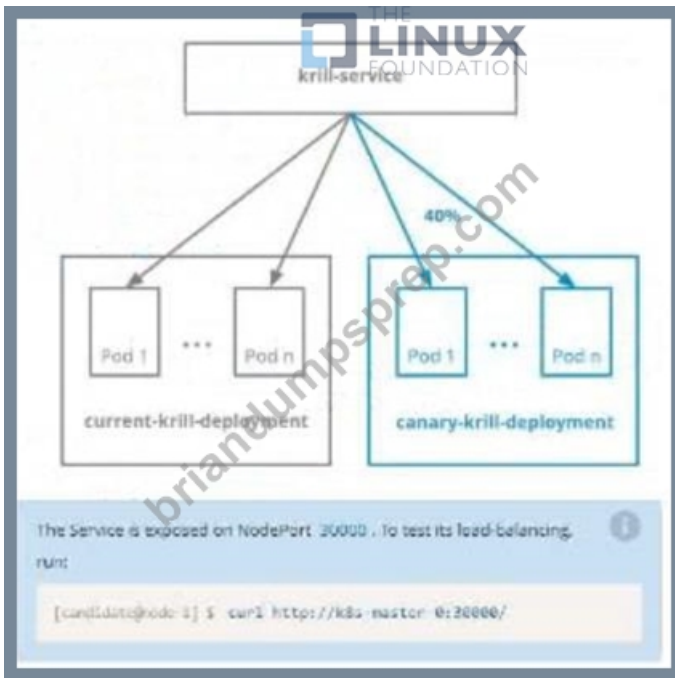 THE
LINUX
FOUNDATION
krill-service
40%
Pod 1 ... Pod n
Pod 1 ... Pod n
current-krill-deployment
canary-krill-deployment
briandumpsprep.com
The Service is exposed on NodePort 30000 . To test its load-balancing,
run:
[candidate@node-1] $ curl http://k8s-master-0:30000/